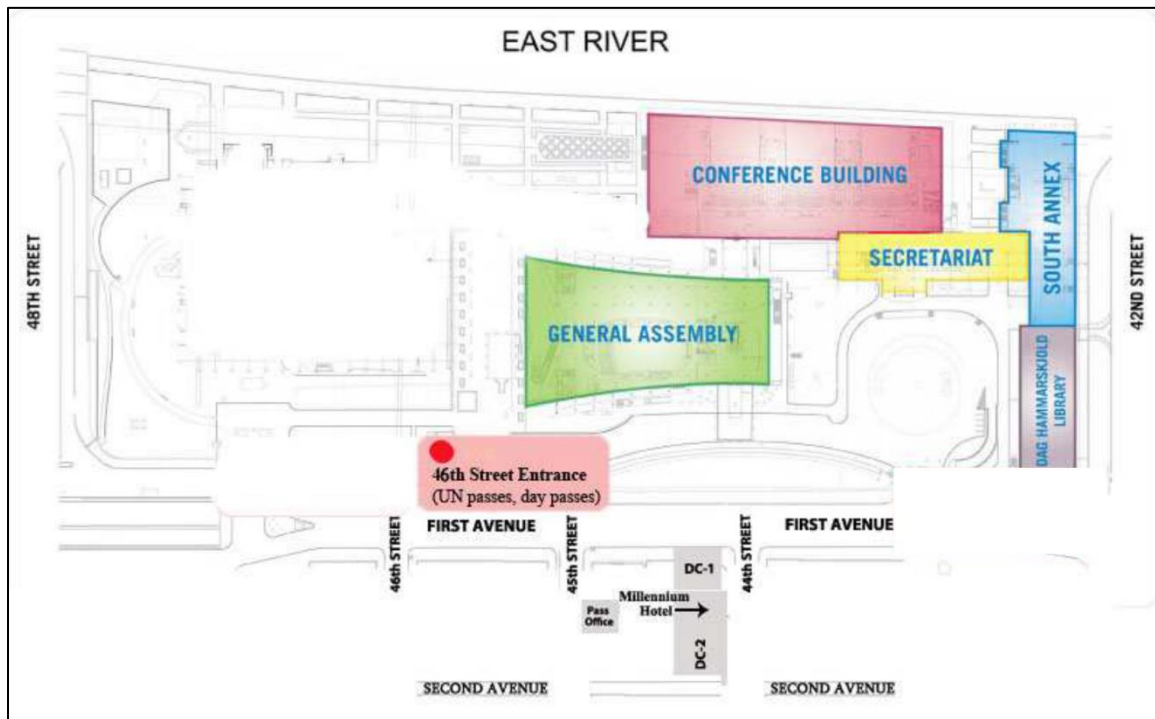 EAST RIVER
CONFERENCE BUILDING
SOUTH ANNEX
SECRETARIAT
48TH STREET
42ND STREET
GENERAL ASSEMBLY
DAG HAMMARSKJOLD
LIBRARY
46th Street Entrance
(UN passes, day passes)
FIRST AVENUE
FIRST AVENUE
46th STREET
45th STREET
44th STREET
DC-1
Millennium
Hotel
Pass
Office
DC-2
SECOND AVENUE
SECOND AVENUE